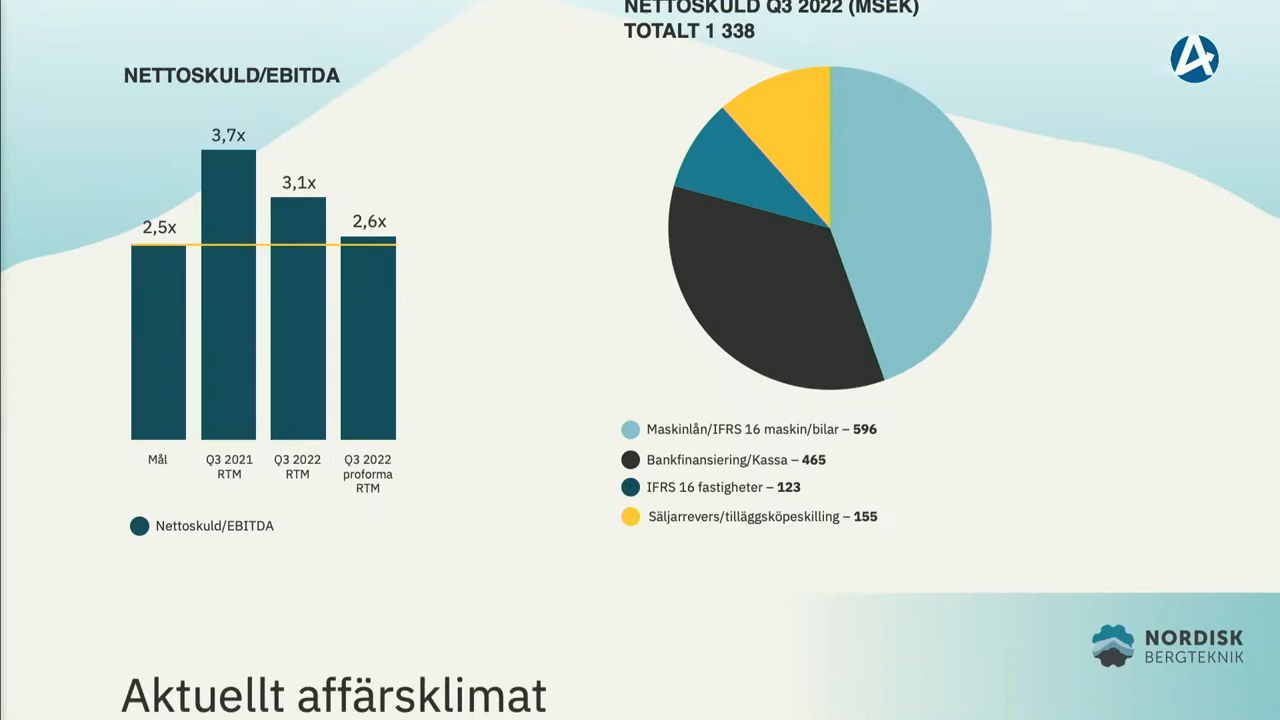 NETTOSKULD Q3 2022 (MSEK)
TOTALT 1 338
NETTOSKULD/EBITDA
3,7x
3,1x
2,6x
2,5x
Mål
Q3 2021
RTM
Q3 2022
RTM
Q3 2022
proforma
RTM
Nettoskuld/EBITDA
Maskinlån/IFRS 16 maskin/bilar – 596
Bankfinansiering/Kassa – 465
IFRS 16 fastigheter – 123
Säljarrevers/tilläggsköpeskilling – 155
NORDISK
BERGTEKNIK
Aktuellt affärsklimat